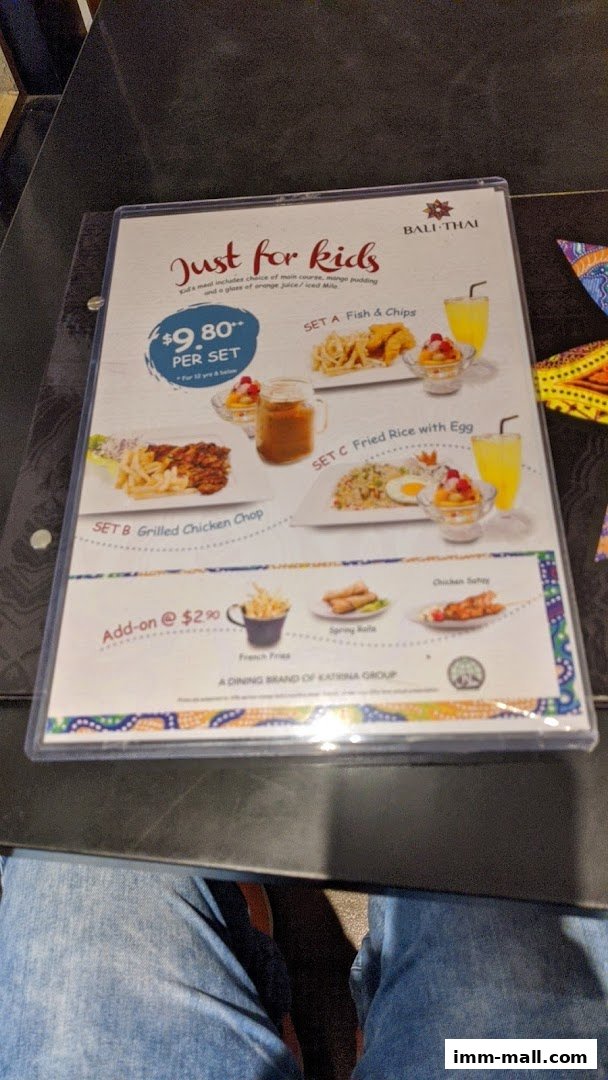 BALI·THAI
Just for kids
Kid's meal includes choice of main course, mango pudding
and a glass of orange juice/ iced Milo.
$9.80++
PER SET
* For 12 yrs & below
SET A Fish & Chips
SET B Grilled Chicken Chop
SET C Fried Rice with Egg
Add-on @ $2.90
French Fries
Spring Rolls
Chicken Satay
A DINING BRAND OF KATRINA GROUP
imm-mall.com